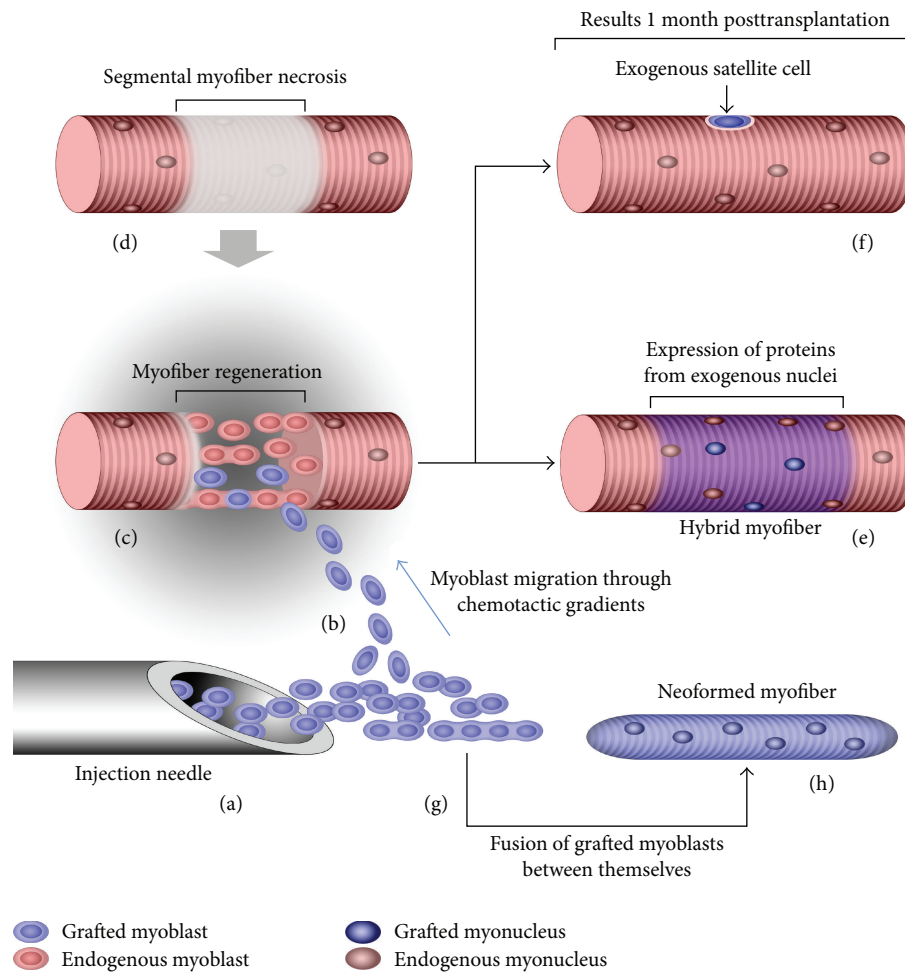 Results 1 month posttransplantation
Segmental myofiber necrosis
Exogenous satellite cell
(d)
(f)
Myofiber regeneration
Expression of proteins
from exogenous nuclei
(c)
Hybrid myofiber
(e)
Myoblast migration through
chemotactic gradients
(b)
Neoformed myofiber
Injection needle
(a)
(g)
(h)
Fusion of grafted myoblasts
between themselves
Grafted myoblast
Endogenous myoblast
Grafted myonucleus
Endogenous myonucleus